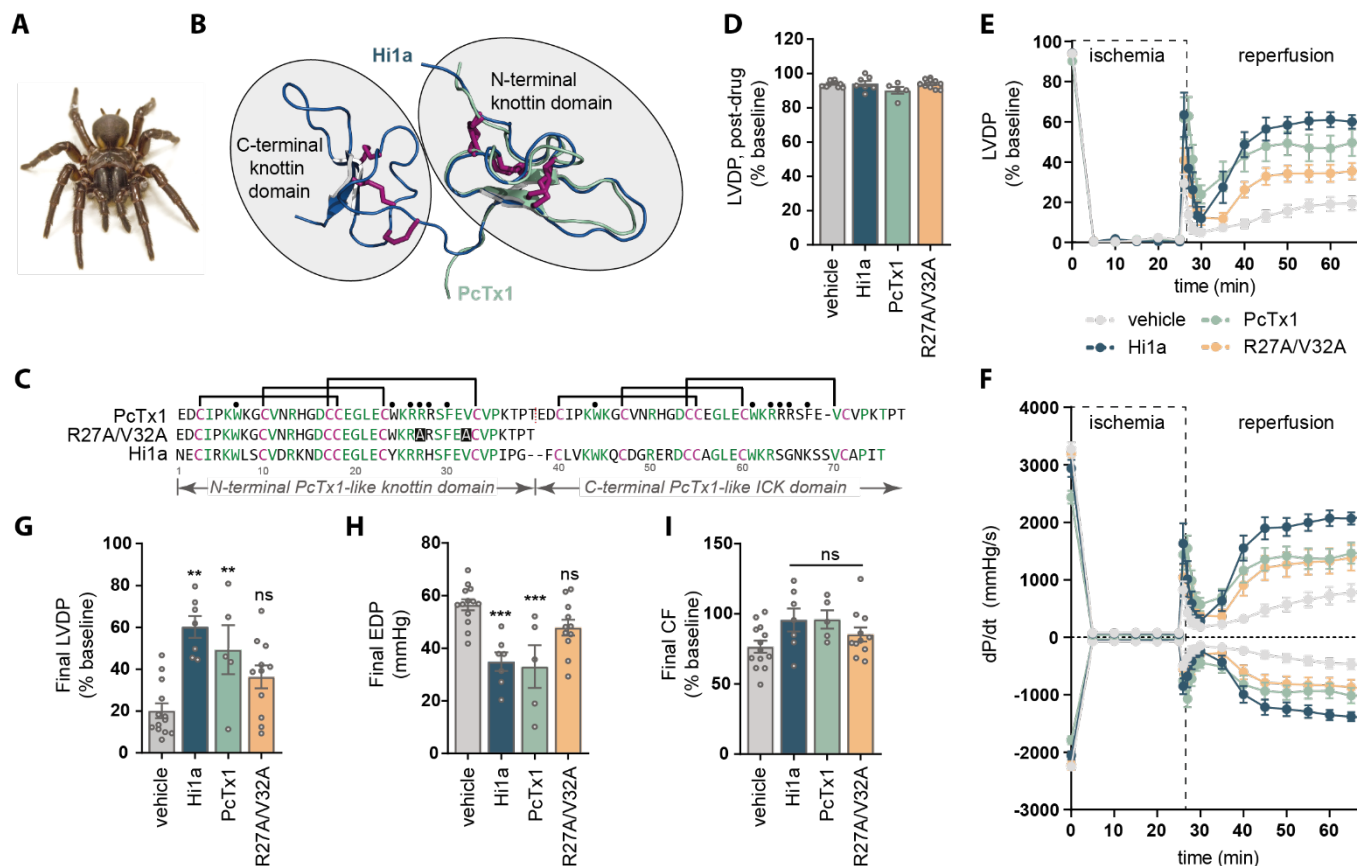 A
B
Hi1a
N-terminal
knottin domain
C-terminal
knottin
domain
PcTx1
C
PcTx1 EDCIPKWKGCVNRHGDCCEGLECWKRRRSFEVCVPKTPTEDCIPKWKGCVNRHGDCCEGLECWKRRRSFE-VCVPKTPT
R27A/V32A EDCIPKWKGCVNRHGDCCEGLECWKRARSFEACVPKTPT
Hi1a NECIRKWLSCVDRKNDCCEGLECYKRRHSFEVCVPIPG--FCLVKWKQCDGRERDCCAGLECWKRSGNKSSVCAPIT
1 10 20 30 40 50 60 70
N-terminal PcTx1-like knottin domain C-terminal PcTx1-like ICK domain
D
LVDP, post-drug
(% baseline)
120
100
80
60
40
20
0
vehicle
Hi1a
PcTx1
R27A/V32A
E
ischemia reperfusion
LVDP
(% baseline)
100
80
60
40
20
0
0 10 20 30 40 50 60
time (min)
vehicle PcTx1
Hi1a R27A/V32A
F
ischemia reperfusion
dP/dt (mmHg/s)
3000
2000
1000
0
-1000
-2000
-3000
0 10 20 30 40 50 60
time (min)
G
Final LVDP
(% baseline)
100
80
60
40
20
0
** ** ns
vehicle
Hi1a
PcTx1
R27A/V32A
H
Final EDP
(mmHg)
80
60
40
20
0
*** *** ns
vehicle
Hi1a
PcTx1
R27A/V32A
I
Final CF
(% baseline)
150
100
50
0
ns
vehicle
Hi1a
PcTx1
R27A/V32A